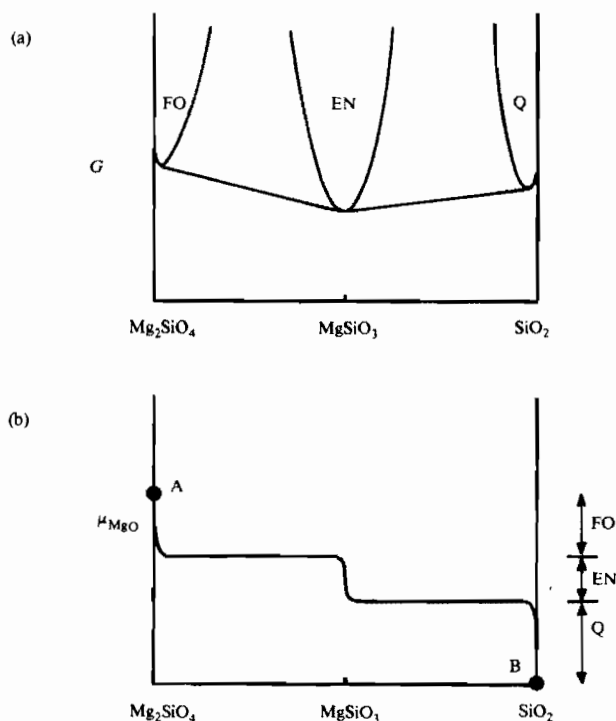 (a)
FO
EN
Q
G
Mg₂SiO₄
MgSiO₃
SiO₂
(b)
A
μMgO
FO
EN
Q
B
Mg₂SiO₄
MgSiO₃
SiO₂